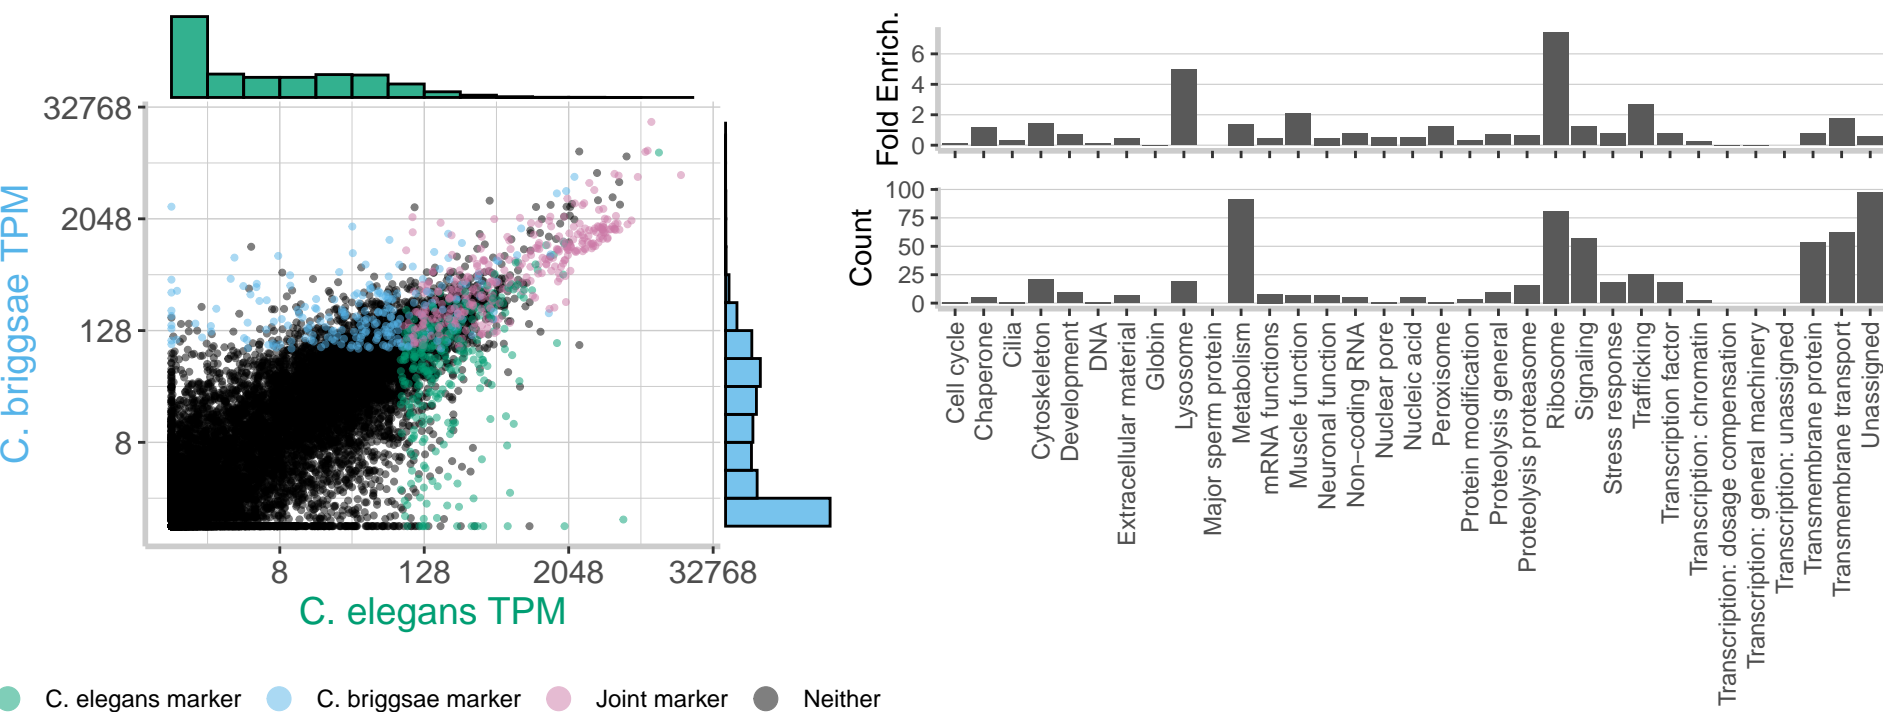 32768
2048
128
8
C. briggsae TPM
8
128
2048
32768
C. elegans TPM
C. elegans marker
C. briggsae marker
Joint marker
Neither
Fold Enrich.
6
4
2
0
Count
100
75
50
25
0
Cell cycle
Chaperone
Cilia
Cytoskeleton
Development
DNA
Extracellular material
Globin
Lysosome
Major sperm protein
Metabolism
mRNA functions
Muscle function
Neuronal function
Non−coding RNA
Nuclear pore
Nucleic acid
Peroxisome
Protein modification
Proteolysis general
Proteolysis proteasome
Ribosome
Signaling
Stress response
Trafficking
Transcription factor
Transcription: chromatin
Transcription: dosage compensation
Transcription: general machinery
Transcription: unassigned
Transmembrane protein
Transmembrane transport
Unassigned